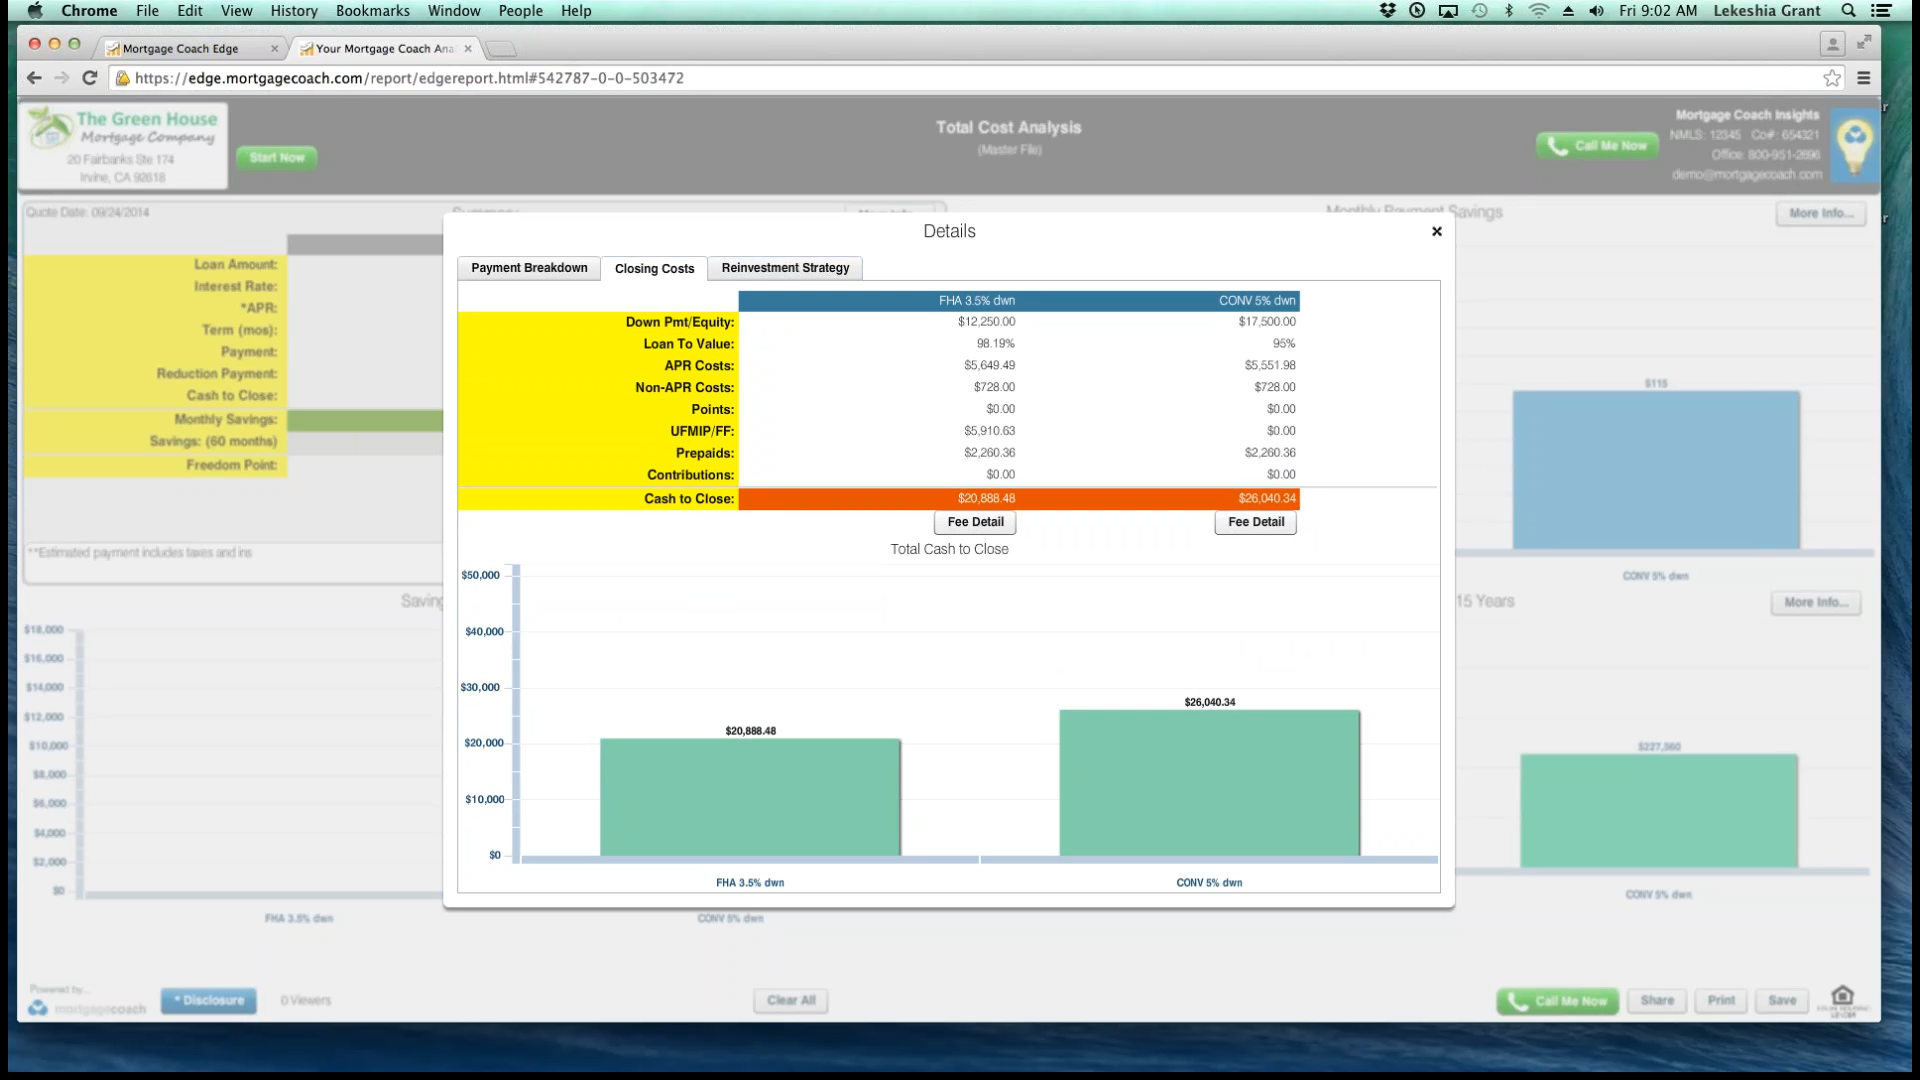 Chrome File Edit View History Bookmarks Window People Help Fri 9:02 AM Lekeshia Grant
Mortgage Coach Edge
Your Mortgage Coach Ana
https://edge.mortgagecoach.com/report/edgereport.html#542787-0-0-503472
The Green House
Mortgage Company
20 Fairbanks Ste 174
Irvine, CA 92618
Start Now
Total Cost Analysis
(Master File)
Call Me Now
Mortgage Coach Insights
NMLS: 12345 Co#: 654321
Office: 800-951-2696
demo@mortgagecoach.com
Quote Date: 09/24/2014
Monthly Payment Savings
More Info...
Loan Amount:
Interest Rate:
*APR:
Term (mos):
Payment:
Reduction Payment:
Cash to Close:
Monthly Savings:
Savings: (60 months)
Freedom Point:
**Estimated payment includes taxes and ins
Details
Payment Breakdown
Closing Costs
Reinvestment Strategy
FHA 3.5% dwn CONV 5% dwn
Down Pmt/Equity: $12,250.00 $17,500.00
Loan To Value: 98.19% 95%
APR Costs: $5,649.49 $5,551.98
Non-APR Costs: $728.00 $728.00
Points: $0.00 $0.00
UFMIP/FF: $5,910.63 $0.00
Prepaids: $2,260.36 $2,260.36
Contributions: $0.00 $0.00
Cash to Close: $20,888.48 $26,040.34
Fee Detail Fee Detail
Total Cash to Close
$50,000
$40,000
$30,000
$20,000
$10,000
$0
$20,888.48
$26,040.34
FHA 3.5% dwn CONV 5% dwn
$115
CONV 5% dwn
Saving
$18,000
$16,000
$14,000
$12,000
$10,000
$8,000
$6,000
$4,000
$2,000
$0
FHA 3.5% dwn CONV 5% dwn
15 Years
More Info...
$227,560
CONV 5% dwn
Powered by...
mortgagecoach
* Disclosure
0 Viewers
Clear All
Call Me Now
Share
Print
Save